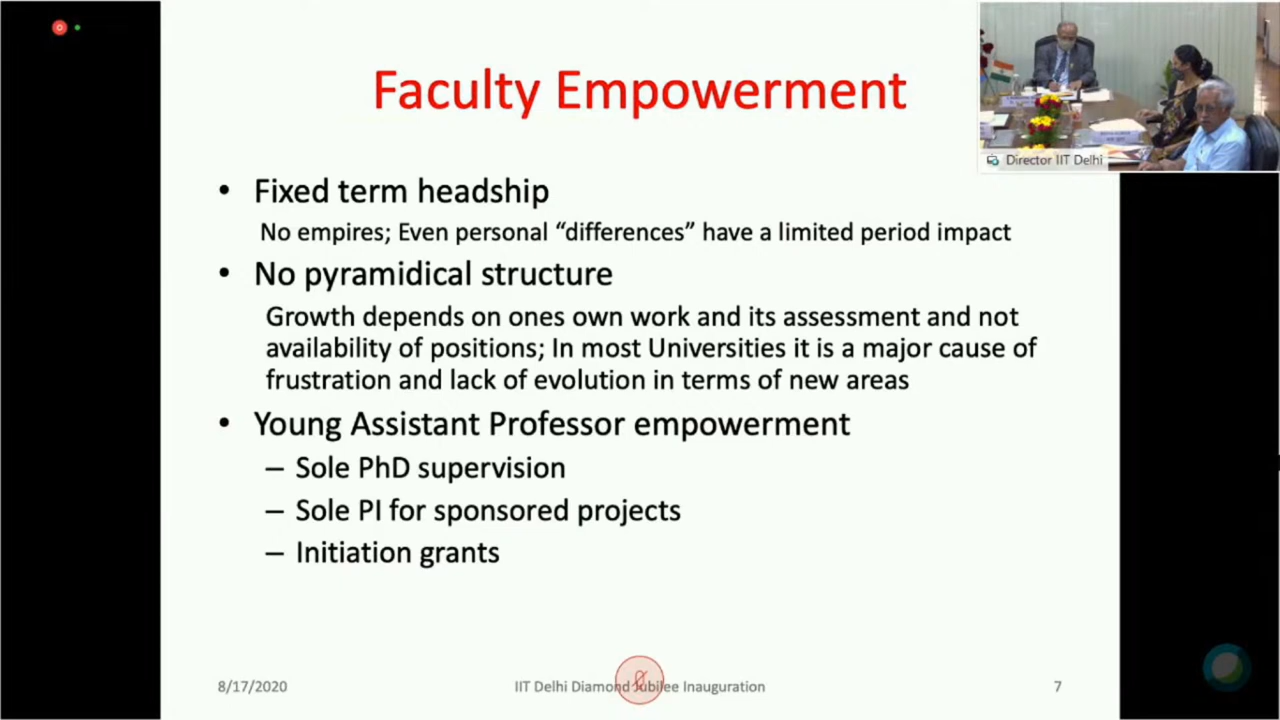 Faculty Empowerment
Director IIT Delhi
• Fixed term headship
No empires; Even personal “differences” have a limited period impact
• No pyramidical structure
Growth depends on ones own work and its assessment and not
availability of positions; In most Universities it is a major cause of
frustration and lack of evolution in terms of new areas
• Young Assistant Professor empowerment
– Sole PhD supervision
– Sole PI for sponsored projects
– Initiation grants
8/17/2020
IIT Delhi Diamond Jubilee Inauguration
7